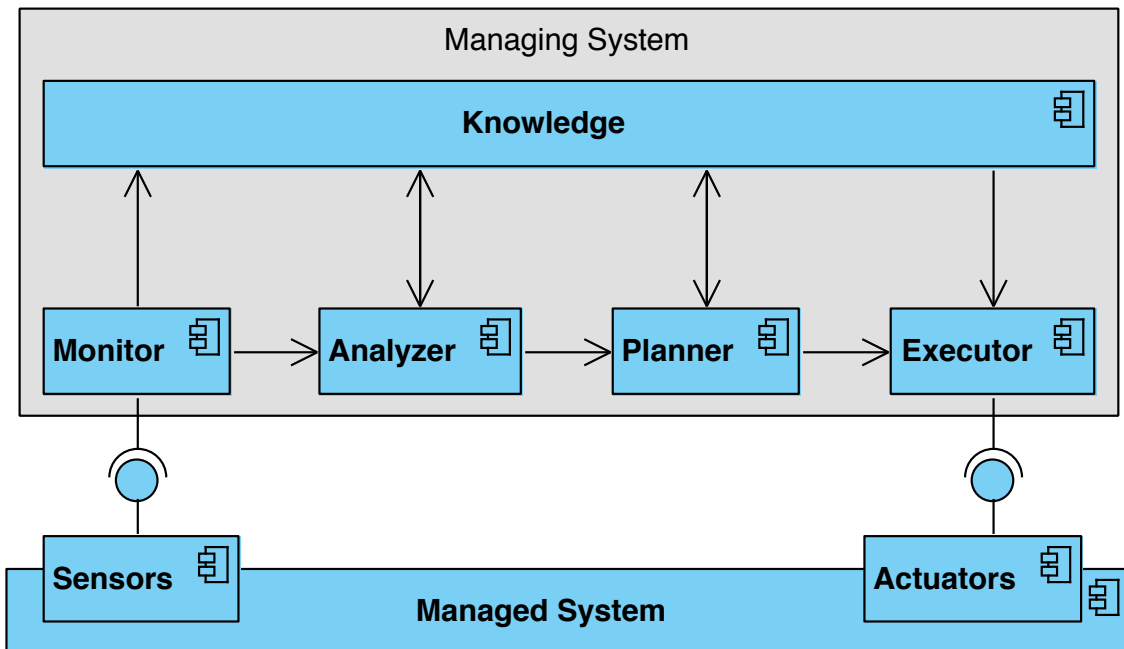 Managing System
Knowledge
Monitor
Analyzer
Planner
Executor
Sensors
Actuators
Managed System